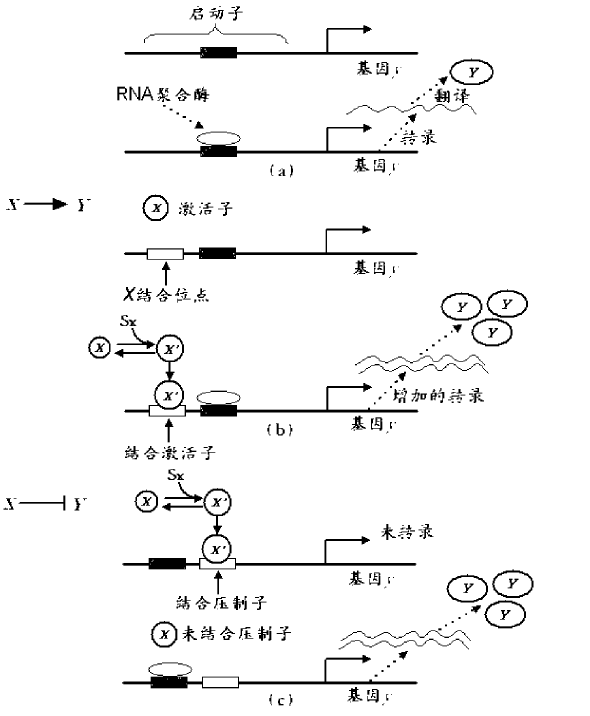 启动子
基因y
RNA聚合酶
Y
翻译
转录
基因y
(a)
X Y
X 激活子
基因y
X结合位点
Y Y
Y
Sx
X X'
X'
增加的转录
基因y
(b)
结合激活子
X Y
Sx
X X'
X'
未转录
基因y
结合压制子
Y Y
Y
X 未结合压制子
基因y
(c)